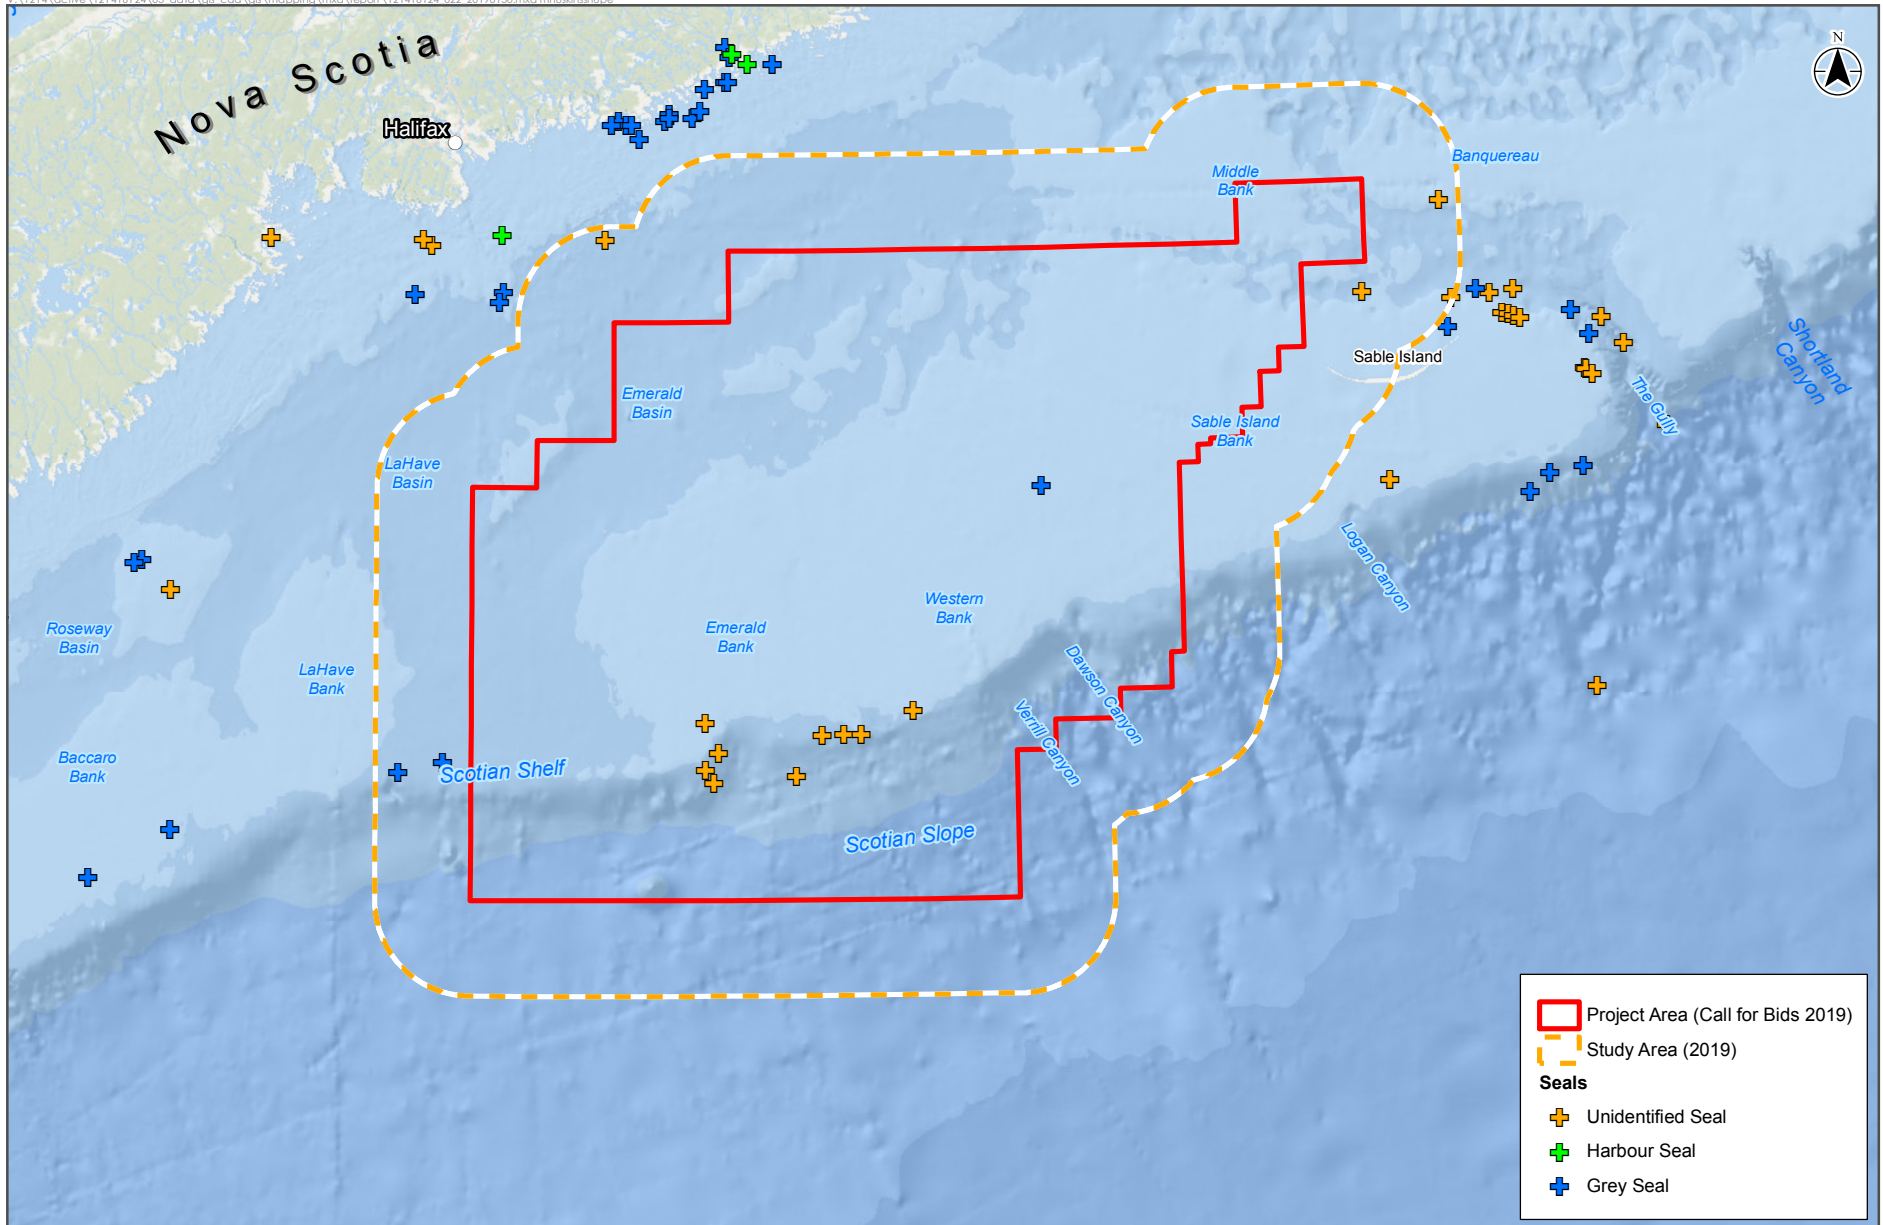 Nova Scotia
N
Halifax
Middle
Bank
Banquereau
Shortland
Canyon
Sable Island
The Gully
Emerald
Basin
Sable Island
Bank
LaHave
Basin
Logan Canyon
Western
Bank
Emerald
Bank
Roseway
Basin
LaHave
Bank
Dawson Canyon
Verrill Canyon
Baccaro
Bank
Scotian Shelf
Scotian Slope
Project Area (Call for Bids 2019)
Study Area (2019)
Seals
Unidentified Seal
Harbour Seal
Grey Seal